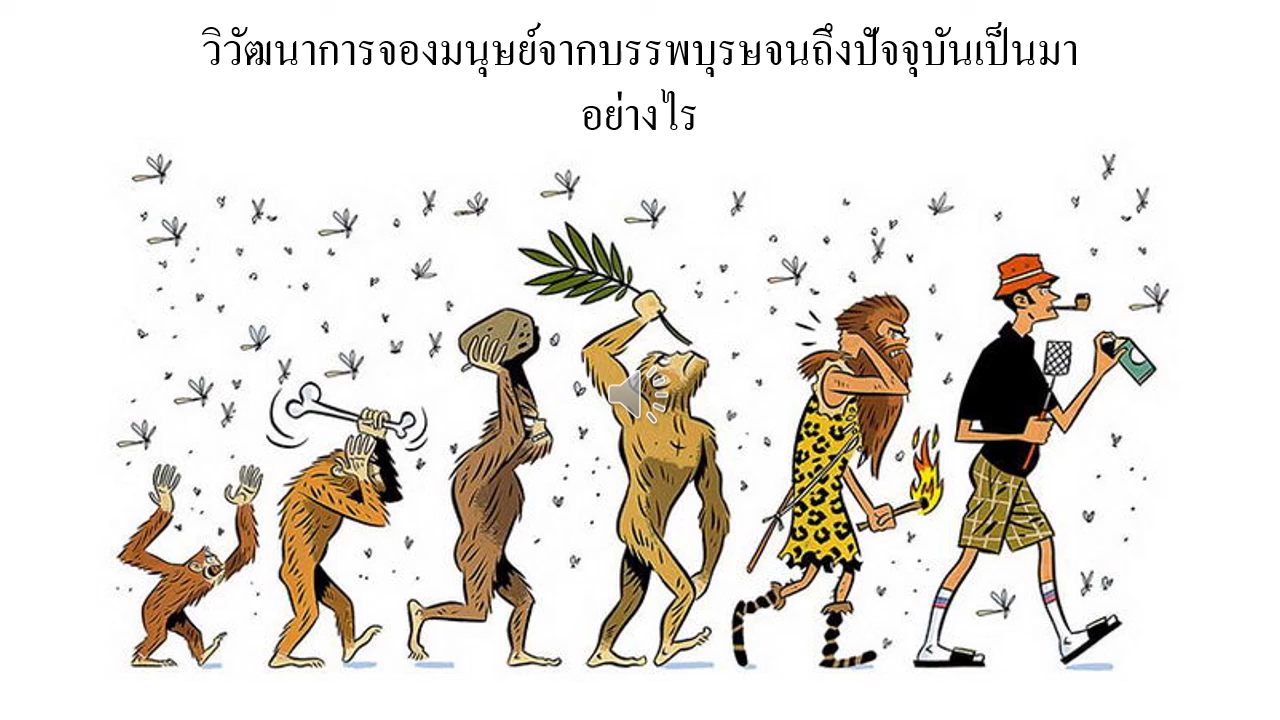 วิวัฒนาการจองมนุษย์จากบรรพบุรษจนถึงปัจจุบันเป็นมา
อย่างไร